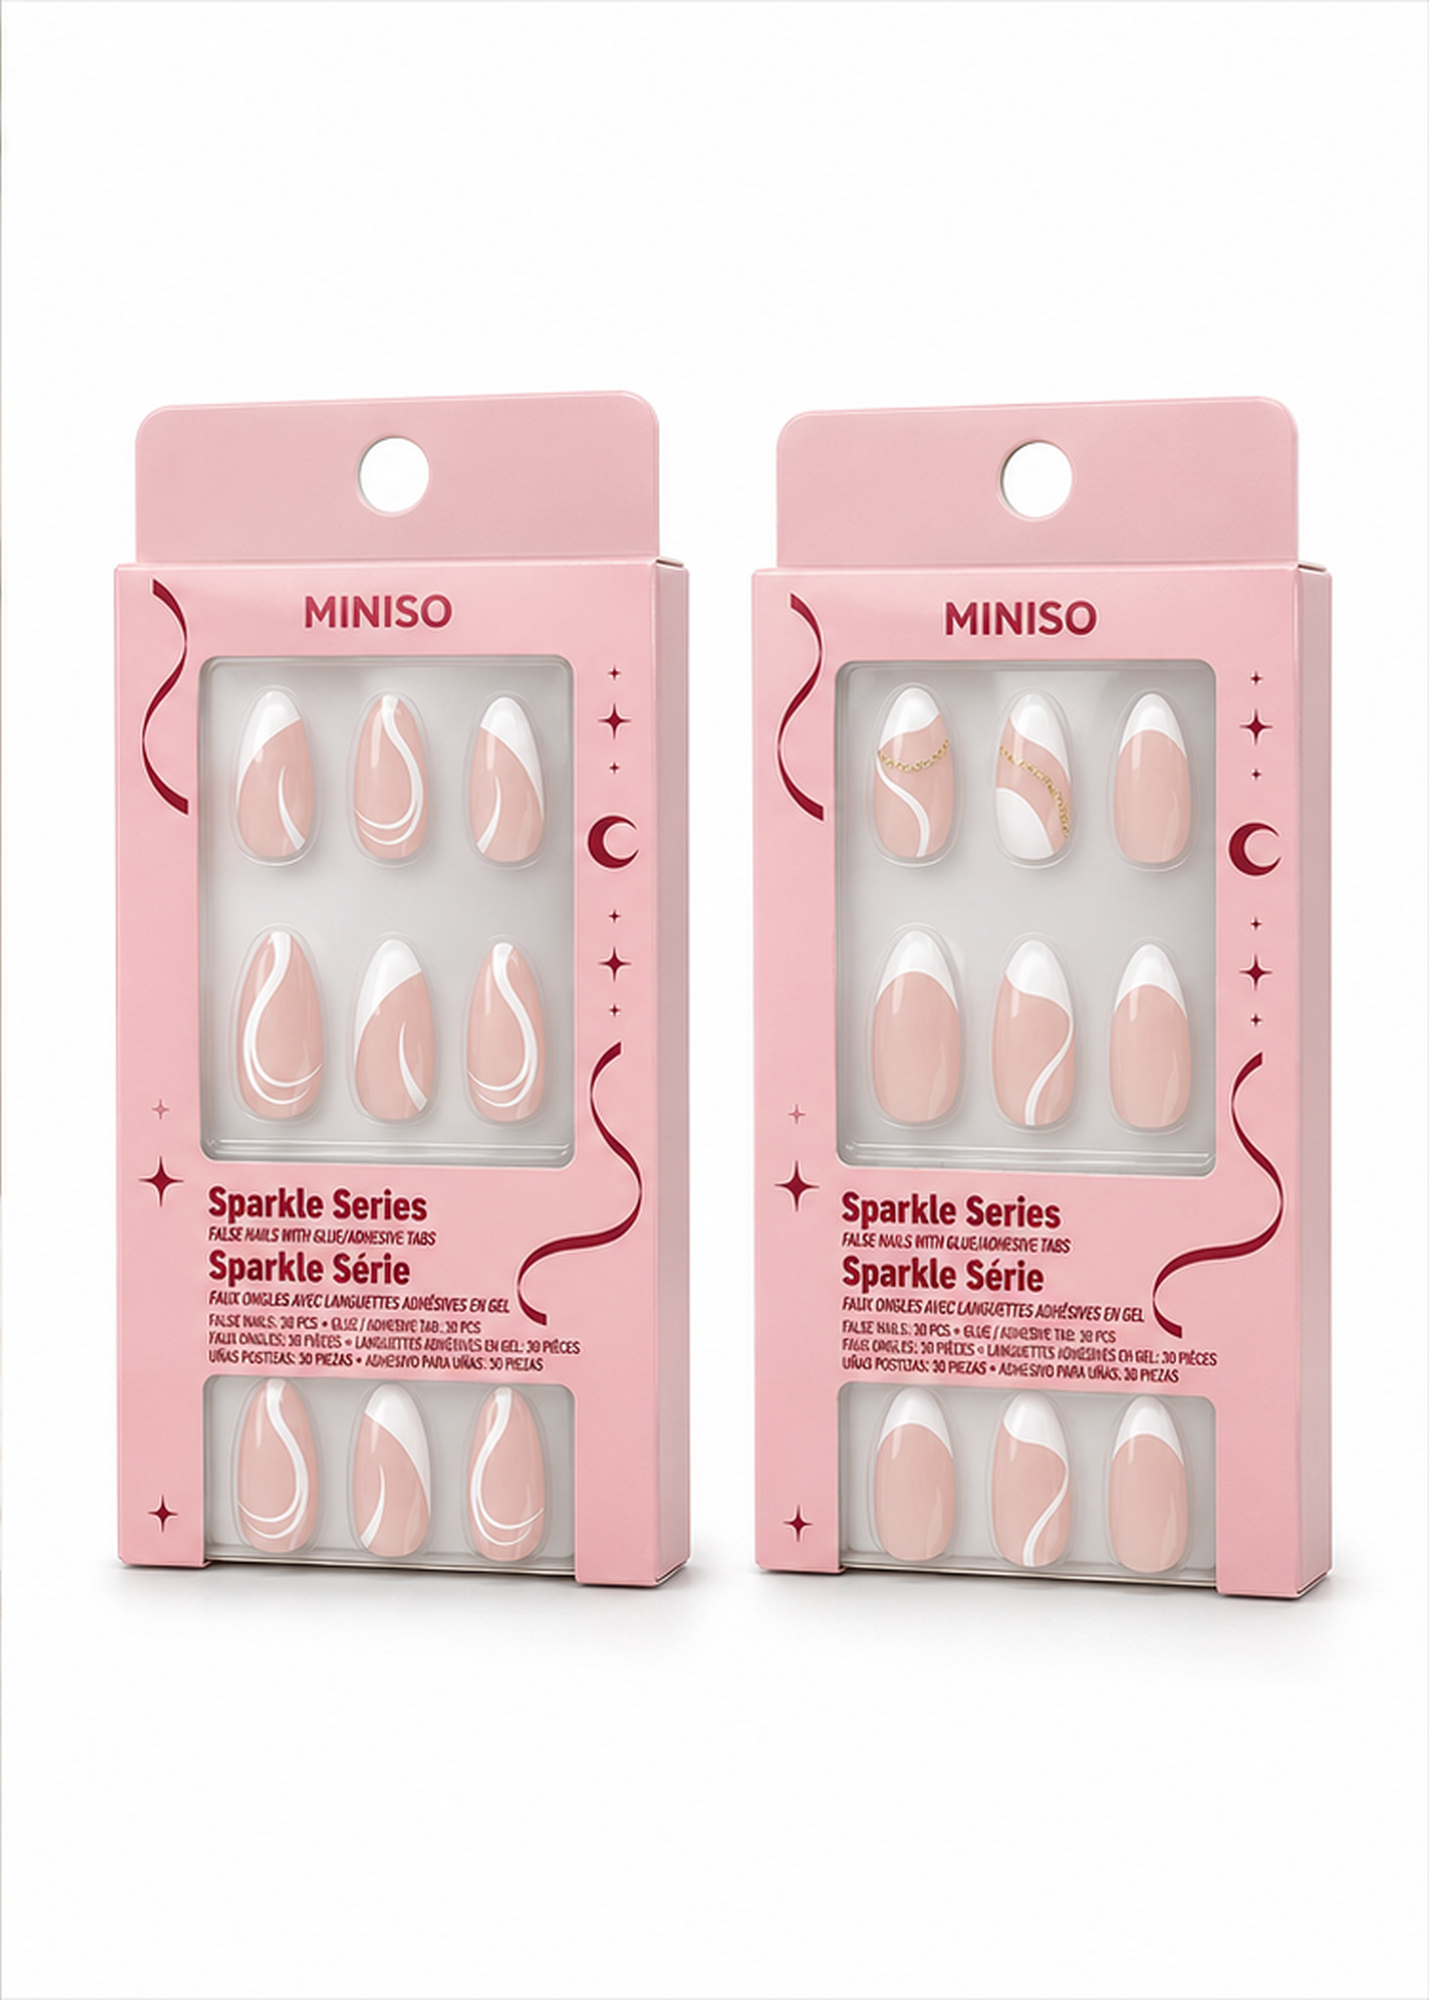 MINISO
Sparkle Series
FALSE NAILS WITH GLUE/ADHESIVE TABS
Sparkle Série
FAUX ONGLES AVEC LANGUETTES ADHÉSIVES EN GEL
FALSE NAILS: 30 PCS • GLUE / ADHESIVE TAB: 30 PCS
FAUX ONGLES: 30 PIÈCES • LANGUETTES ADHÉSIVES EN GEL: 30 PIÈCES
UÑAS POSTIZAS: 30 PIEZAS • ADHESIVO PARA UÑAS: 30 PIEZAS
MINISO
Sparkle Series
FALSE NAILS WITH GLUE/ADHESIVE TABS
Sparkle Série
FAUX ONGLES AVEC LANGUETTES ADHÉSIVES EN GEL
FALSE NAILS: 30 PCS • GLUE / ADHESIVE TAB: 30 PCS
FAUX ONGLES: 30 PIÈCES • LANGUETTES ADHÉSIVES EN GEL: 30 PIÈCES
UÑAS POSTIZAS: 30 PIEZAS • ADHESIVO PARA UÑAS: 30 PIEZAS